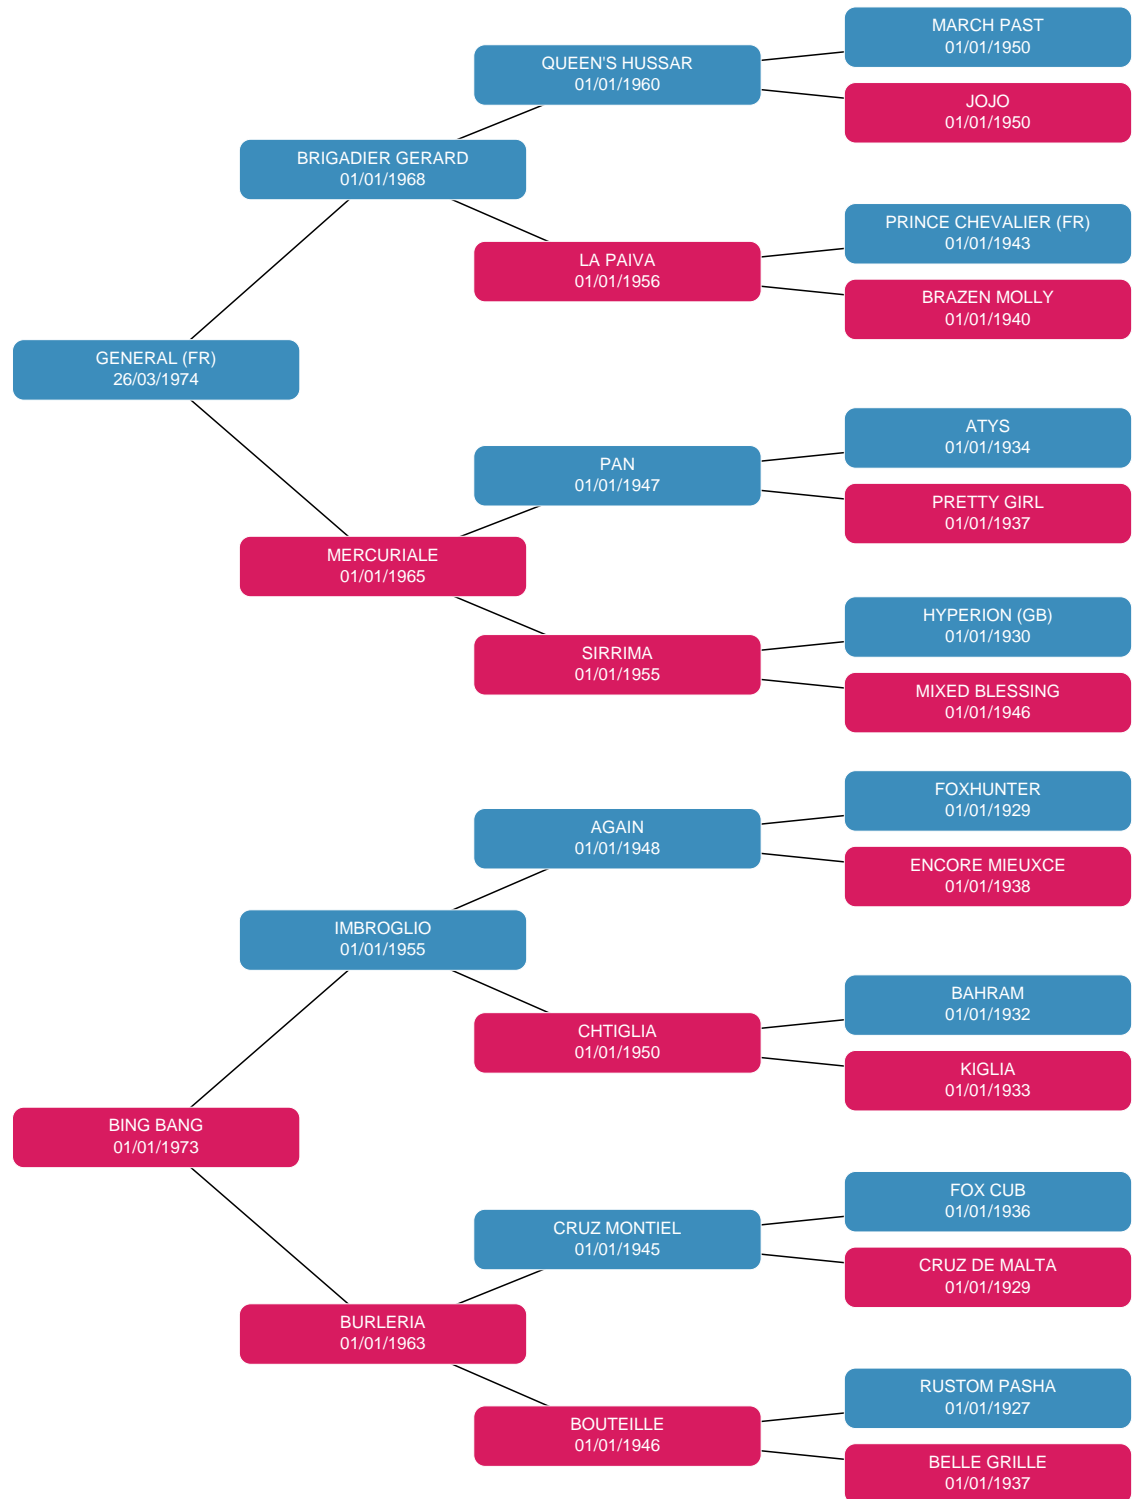 MARCH PAST
01/01/1950
QUEEN'S HUSSAR
01/01/1960
JOJO
01/01/1950
BRIGADIER GERARD
01/01/1968
PRINCE CHEVALIER (FR)
01/01/1943
LA PAIVA
01/01/1956
BRAZEN MOLLY
01/01/1940
GENERAL (FR)
26/03/1974
ATYS
01/01/1934
PAN
01/01/1947
PRETTY GIRL
01/01/1937
MERCURIALE
01/01/1965
HYPERION (GB)
01/01/1930
SIRRIMA
01/01/1955
MIXED BLESSING
01/01/1946
FOXHUNTER
01/01/1929
AGAIN
01/01/1948
ENCORE MIEUXCE
01/01/1938
IMBROGLIO
01/01/1955
BAHRAM
01/01/1932
CHTIGLIA
01/01/1950
KIGLIA
01/01/1933
BING BANG
01/01/1973
FOX CUB
01/01/1936
CRUZ MONTIEL
01/01/1945
CRUZ DE MALTA
01/01/1929
BURLERIA
01/01/1963
RUSTOM PASHA
01/01/1927
BOUTEILLE
01/01/1946
BELLE GRILLE
01/01/1937